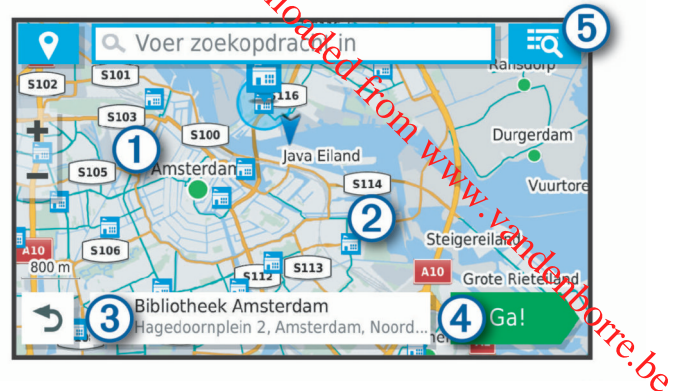 Voer zoekopdracht in
5
Ransdorp
S102
S101
S116
S103
S100
Durgerdam
1
Java Eiland
S105
Amsterdam
S114
Vuurtore
2
Steigereiland
A10
S106
800 m
S112
S113
A10
Grote Rieteiland
3
Bibliotheek Amsterdam
Hagedoornplein 2, Amsterdam, Noord...
4
Ga!
Downloaded from www.vandenborre.be